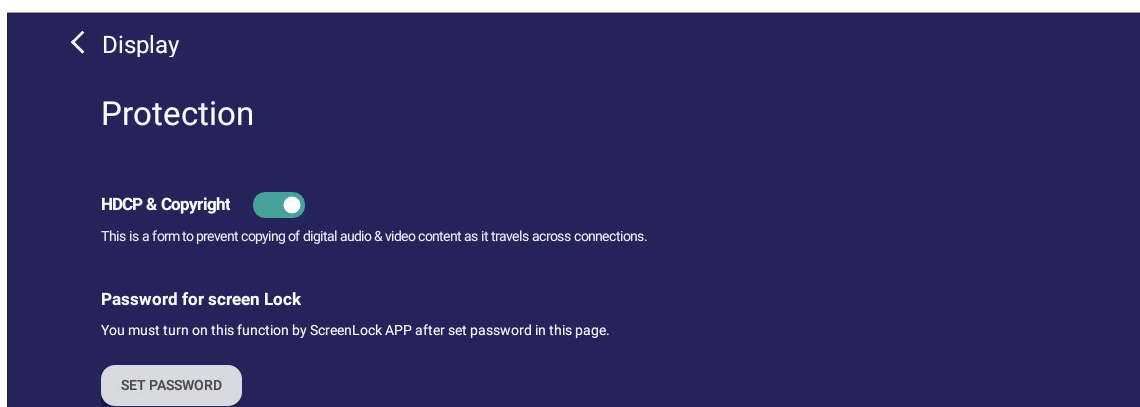 Display
Protection
HDCP & Copyright
This is a form to prevent copying of digital audio & video content as it travels across connections.
Password for screen Lock
You must turn on this function by ScreenLock APP after set password in this page.
SET PASSWORD